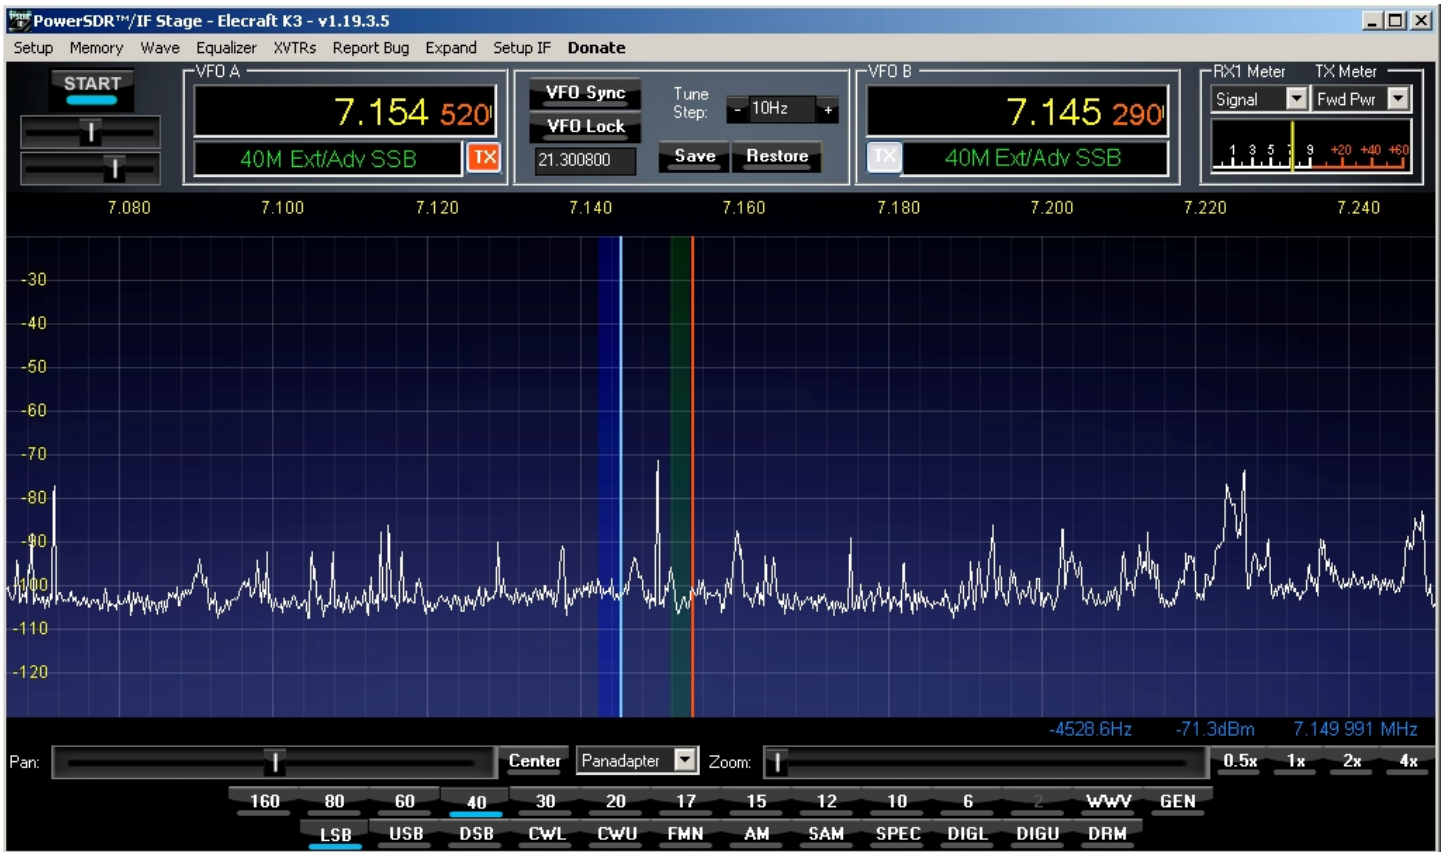 PowerSDR™/IF Stage - Elecraft K3 - v1.19.3.5
Setup Memory Wave Equalizer XVTRs Report Bug Expand Setup IF Donate
START
VFO A
7.154 520
40M Ext/Adv SSB TX
VFO Sync
VFO Lock
21.300800
Tune Step: - 10Hz +
Save Restore
VFO B
7.145 290
TX 40M Ext/Adv SSB
RX1 Meter TX Meter
Signal Fwd Pwr
1 3 5 7 9 +20 +40 +60
7.080 7.100 7.120 7.140 7.160 7.180 7.200 7.220 7.240
-30
-40
-50
-60
-70
-80
-90
-100
-110
-120
-4528.6Hz -71.3dBm 7.149 991 MHz
Pan: Center Panadapter Zoom: 0.5x 1x 2x 4x
160 80 60 40 30 20 17 15 12 10 6 2 WWV GEN
LSB USB DSB CWL CWU FMN AM SAM SPEC DIGL DIGU DRM